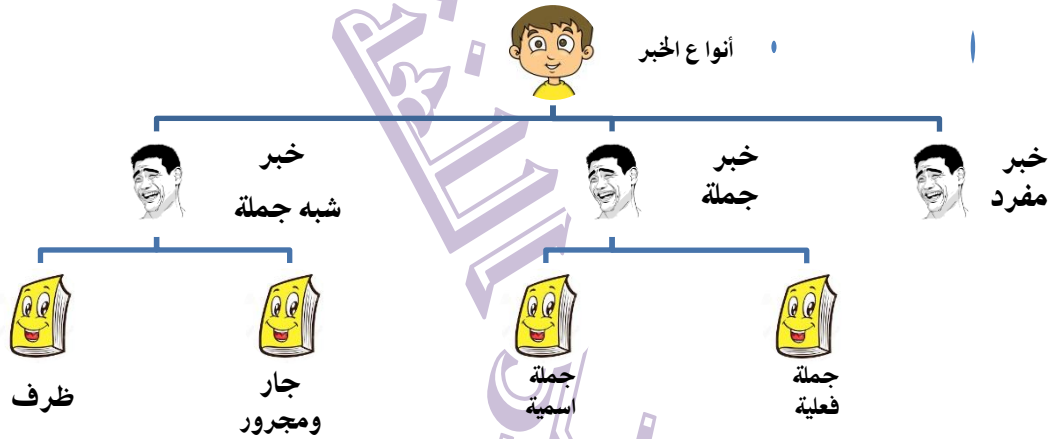 أنوا ع الخبر
خبر
مفرد
خبر
جملة
خبر
شبه جملة
جملة
فعلية
جملة
اسمية
جار
ومجرور
ظرف